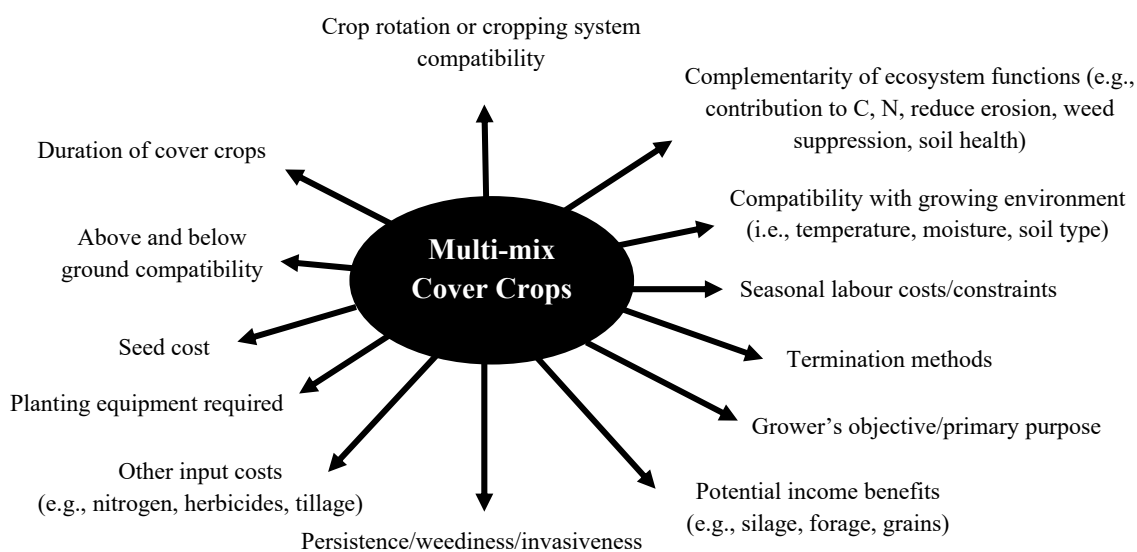 Crop rotation or cropping system
compatibility
Complementarity of ecosystem functions (e.g.,
contribution to C, N, reduce erosion, weed
suppression, soil health)
Duration of cover crops
Compatibility with growing environment
(i.e., temperature, moisture, soil type)
Above and below
ground compatibility
Multi-mix
Cover Crops
Seasonal labour costs/constraints
Seed cost
Termination methods
Planting equipment required
Grower’s objective/primary purpose
Other input costs
(e.g., nitrogen, herbicides, tillage)
Potential income benefits
(e.g., silage, forage, grains)
Persistence/weediness/invasiveness